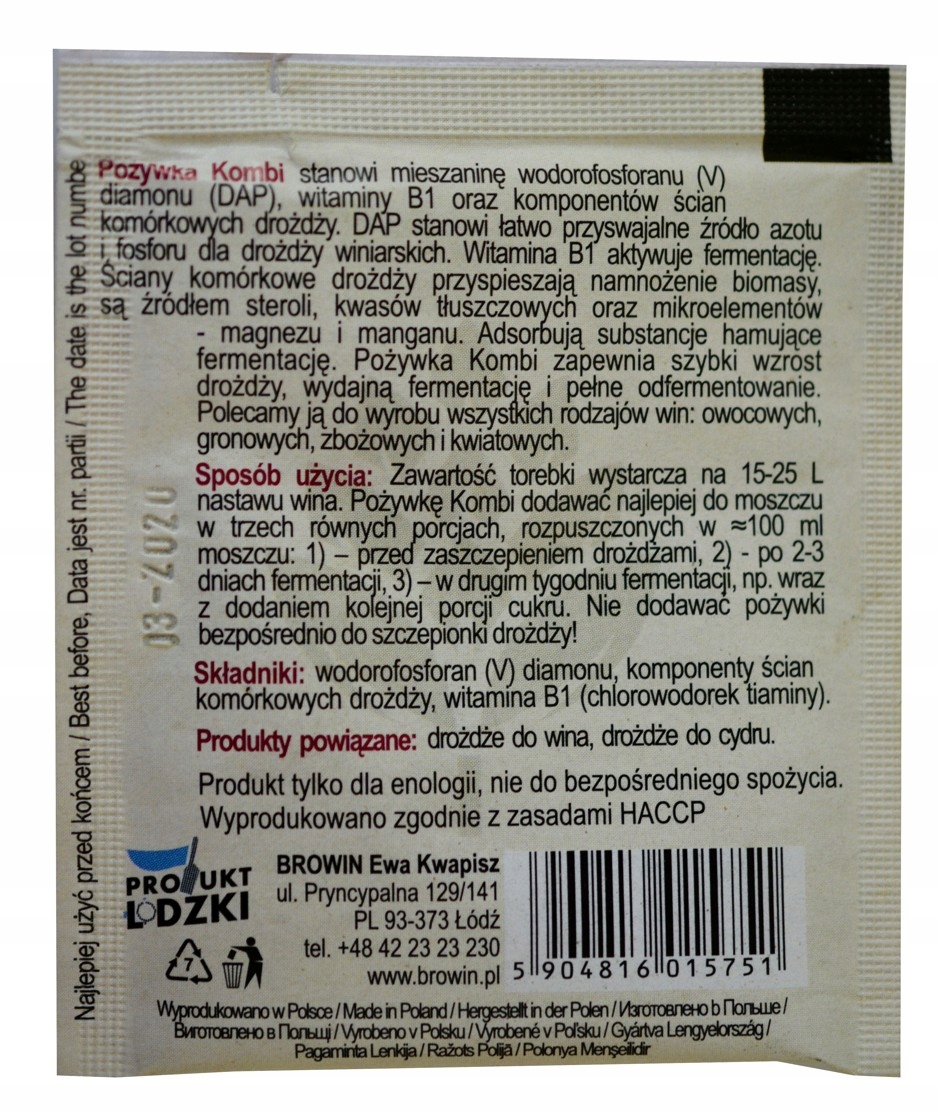 Pożywka Kombi stanowi mieszaninę wodorofosforanu (V)
diamonu (DAP), witaminy B1 oraz komponentów ścian
komórkowych drożdży. DAP stanowi łatwo przyswajalne źródło azotu
i fosforu dla drożdży winiarskich. Witamina B1 aktywuje fermentację.
Ściany komórkowe drożdży przyspieszają namnożenie biomasy,
są źródłem steroli, kwasów tłuszczowych oraz mikroelementów
- magnezu i manganu. Adsorbują substancje hamujące
fermentację. Pożywka Kombi zapewnia szybki wzrost
drożdży, wydajną fermentację i pełne odfermentowanie.
Polecamy ją do wyrobu wszystkich rodzajów win: owocowych,
gronowych, zbożowych i kwiatowych.
Sposób użycia: Zawartość torebki wystarcza na 15-25 L
nastawu wina. Pożywkę Kombi dodawać najlepiej do moszczu
w trzech równych porcjach, rozpuszczonych w ≈100 ml
moszczu: 1) – przed zaszczepieniem drożdżami, 2) - po 2-3
dniach fermentacji, 3) – w drugim tygodniu fermentacji, np. wraz
z dodaniem kolejnej porcji cukru. Nie dodawać pożywki
bezpośrednio do szczepionki drożdży!
Składniki: wodorofosforan (V) diamonu, komponenty ścian
komórkowych drożdży, witamina B1 (chlorowodorek tiaminy).
Produkty powiązane: drożdże do wina, drożdże do cydru.
Produkt tylko dla enologii, nie do bezpośredniego spożycia.
Wyprodukowano zgodnie z zasadami HACCP
Najlepiej użyć przed końcem / Best before, Data jest nr. partii / The date is the lot numbe
03-2020
PRODUKT
ŁÓDZKI
7
BROWIN Ewa Kwapisz
ul. Pryncypalna 129/141
PL 93-373 Łódź
tel. +48 42 23 23 230
www.browin.pl
5 904816 015751
Wyprodukowano w Polsce / Made in Poland / Hergestellt in der Polen / Изготовлено b Польше /
Виготовлено в Польщі / Vyrobeno v Polsku / Vyrobené v Poľsku / Gyártva Lengyelország /
Pagaminta Lenkija / Ražots Polijā / Polonya Menşeilidir